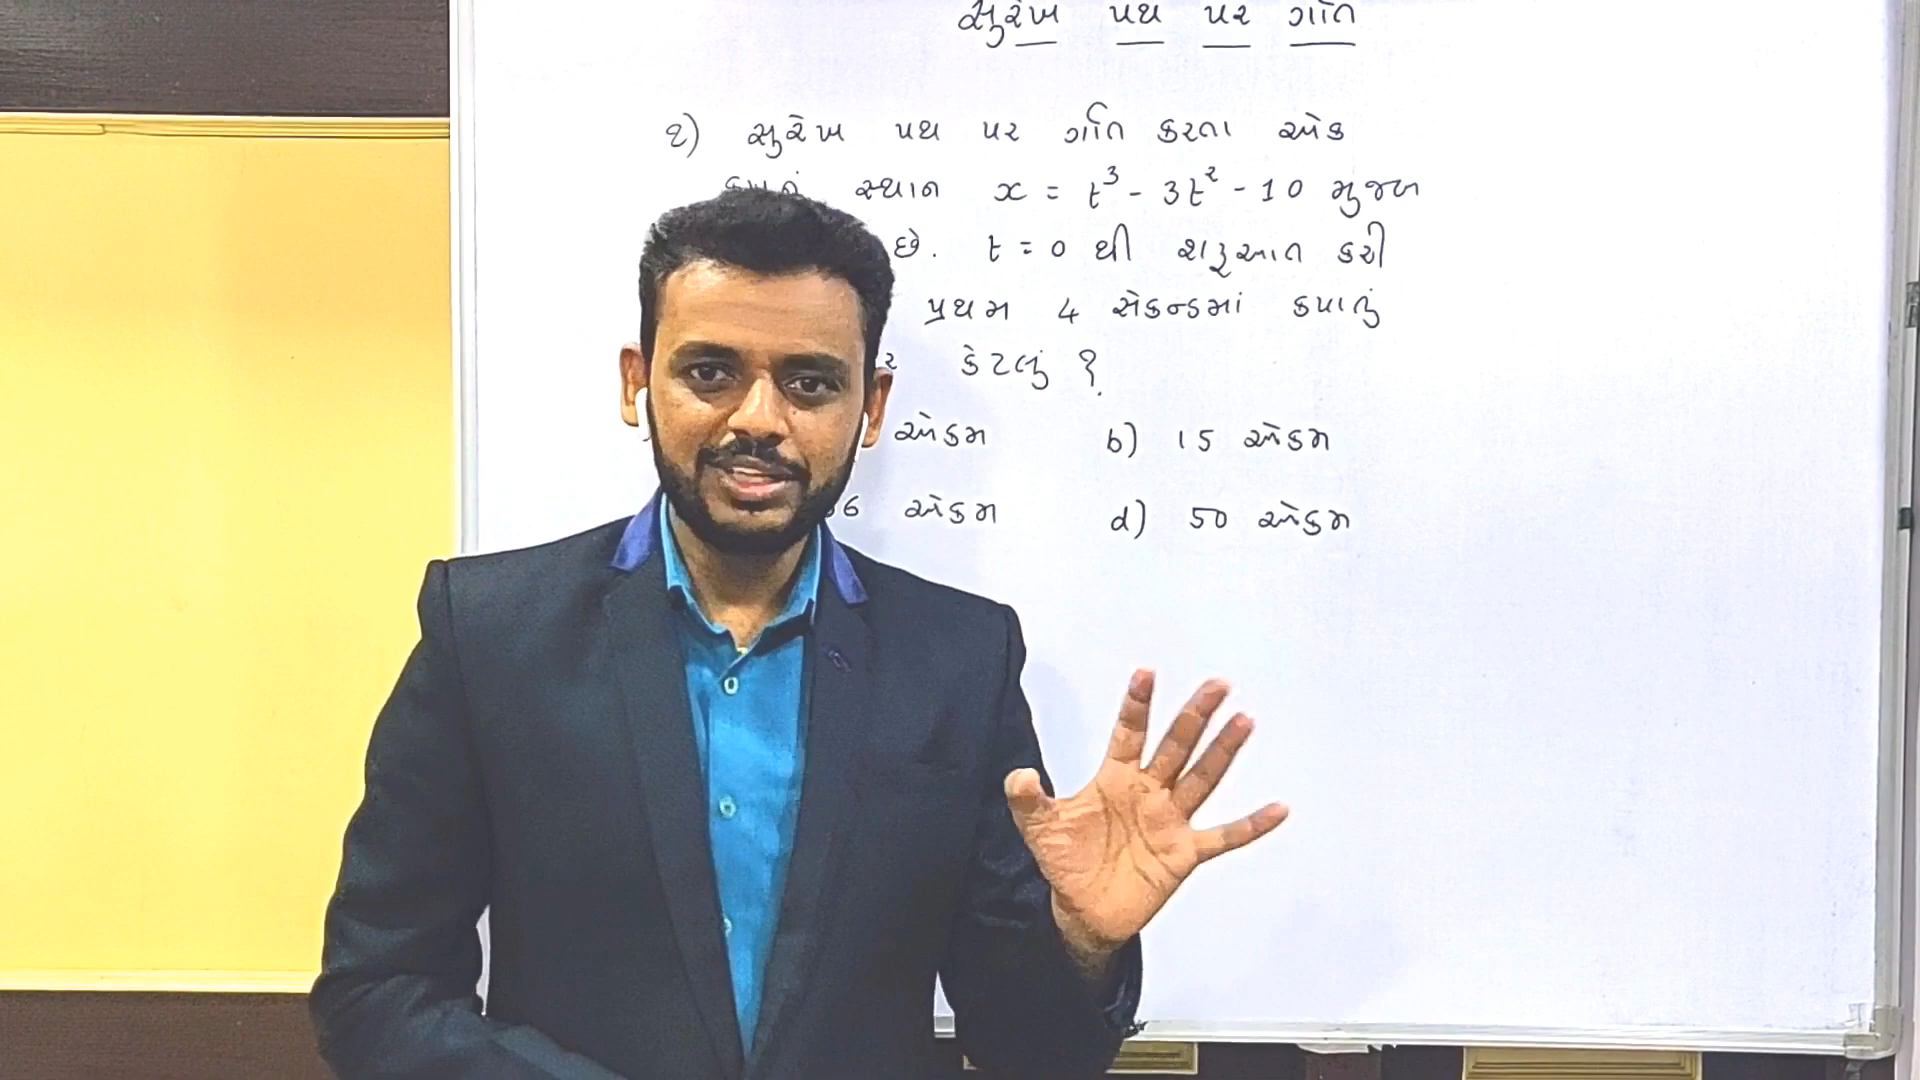 સુરેખ પથ પર ગતિ
૧) સુરેખ પથ પર ગતિ કરતા એક
સ્થાન x = t³ - 3t² - 10 મુજબ
છે. t = 0 થી શરૂઆત કરી
પ્રથમ 4 સેકન્ડમાં કપાતું
કેટલું ?
એકમ b) 15 એકમ
એકમ d) 50 એકમ